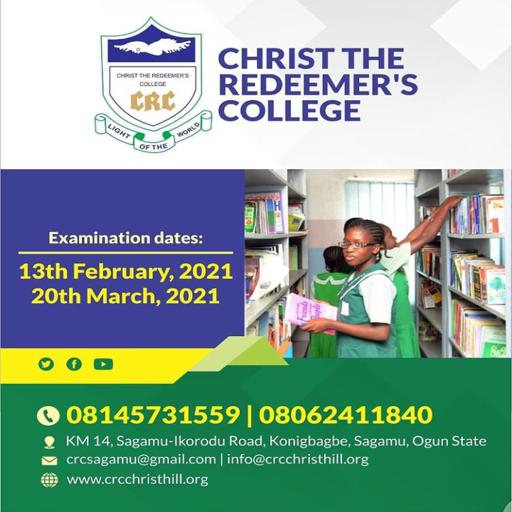 CHRIST THE REDEEMER'S
COLLEGE
CRC
LIGHT OF THE WORLD
CHRIST THE
REDEEMER'S
COLLEGE
Examination dates:
13th February, 2021
20th March, 2021
08145731559 | 08062411840
KM 14, Sagamu-Ikorodu Road, Konigbagbe, Sagamu, Ogun State
crcsagamu@gmail.com | info@crcchristhill.org
www.crcchristhill.org